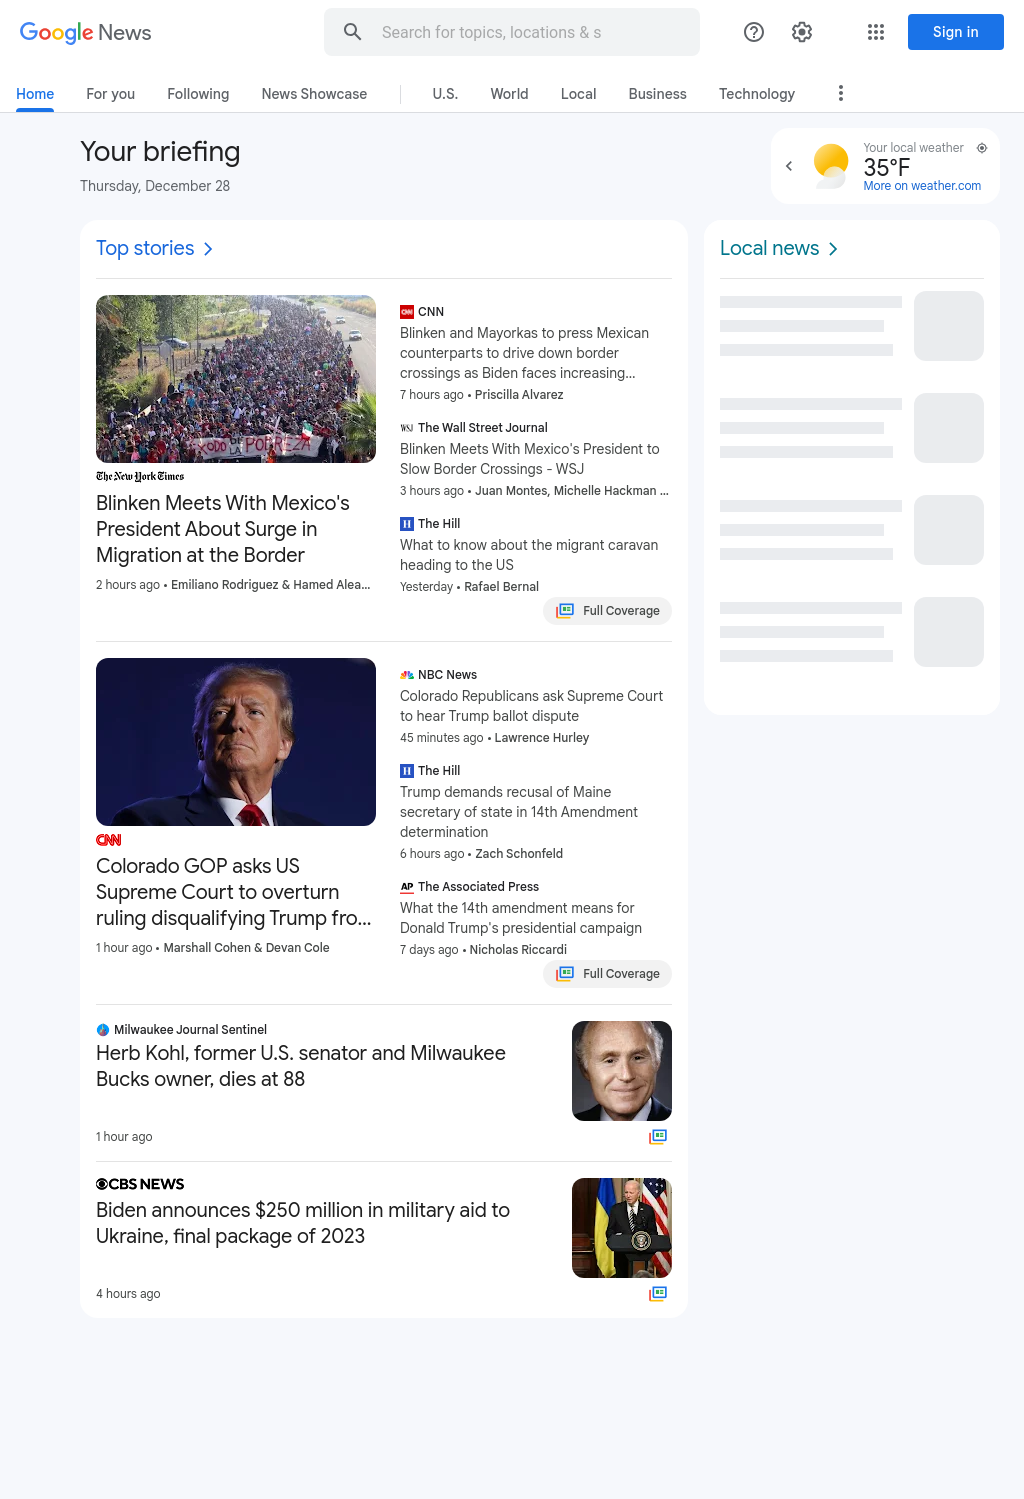 Google News
Search for topics, locations & s
Sign in
Home
For you
Following
News Showcase
U.S.
World
Local
Business
Technology
Your briefing
Thursday, December 28
Your local weather
35°F
More on weather.com
Top stories
TODO
LA
POBREZA
The New York Times
Blinken Meets With Mexico's
President About Surge in
Migration at the Border
2 hours ago • Emiliano Rodriguez & Hamed Alea...
CNN
CNN
Blinken and Mayorkas to press Mexican
counterparts to drive down border
crossings as Biden faces increasing...
7 hours ago • Priscilla Alvarez
WSJ The Wall Street Journal
Blinken Meets With Mexico's President to
Slow Border Crossings - WSJ
3 hours ago • Juan Montes, Michelle Hackman ...
H The Hill
What to know about the migrant caravan
heading to the US
Yesterday • Rafael Bernal
Full Coverage
CNN
Colorado GOP asks US
Supreme Court to overturn
ruling disqualifying Trump fro...
1 hour ago • Marshall Cohen & Devan Cole
NBC News
Colorado Republicans ask Supreme Court
to hear Trump ballot dispute
45 minutes ago • Lawrence Hurley
H The Hill
Trump demands recusal of Maine
secretary of state in 14th Amendment
determination
6 hours ago • Zach Schonfeld
AP The Associated Press
What the 14th amendment means for
Donald Trump's presidential campaign
7 days ago • Nicholas Riccardi
Full Coverage
Milwaukee Journal Sentinel
Herb Kohl, former U.S. senator and Milwaukee
Bucks owner, dies at 88
1 hour ago
CBS NEWS
Biden announces $250 million in military aid to
Ukraine, final package of 2023
4 hours ago
Local news